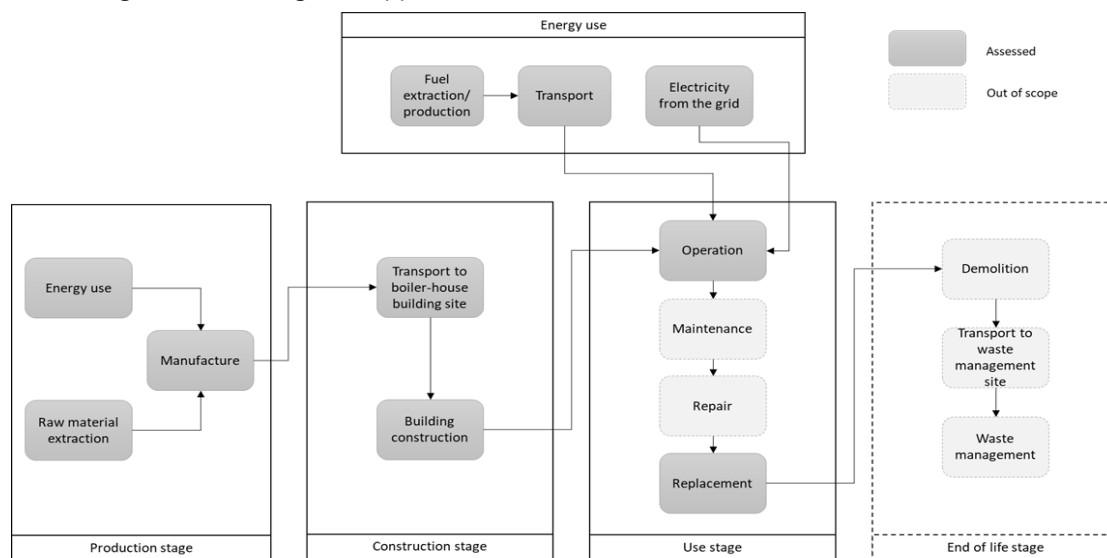 Energy use
Assessed
Out of scope
Fuel
extraction/
production
Transport
Electricity
from the grid
Energy use
Manufacture
Raw material
extraction
Production stage
Transport to
boiler-house
building site
Building
construction
Construction stage
Operation
Maintenance
Repair
Replacement
Use stage
Demolition
Transport to
waste
management
site
Waste
management
End of life stage